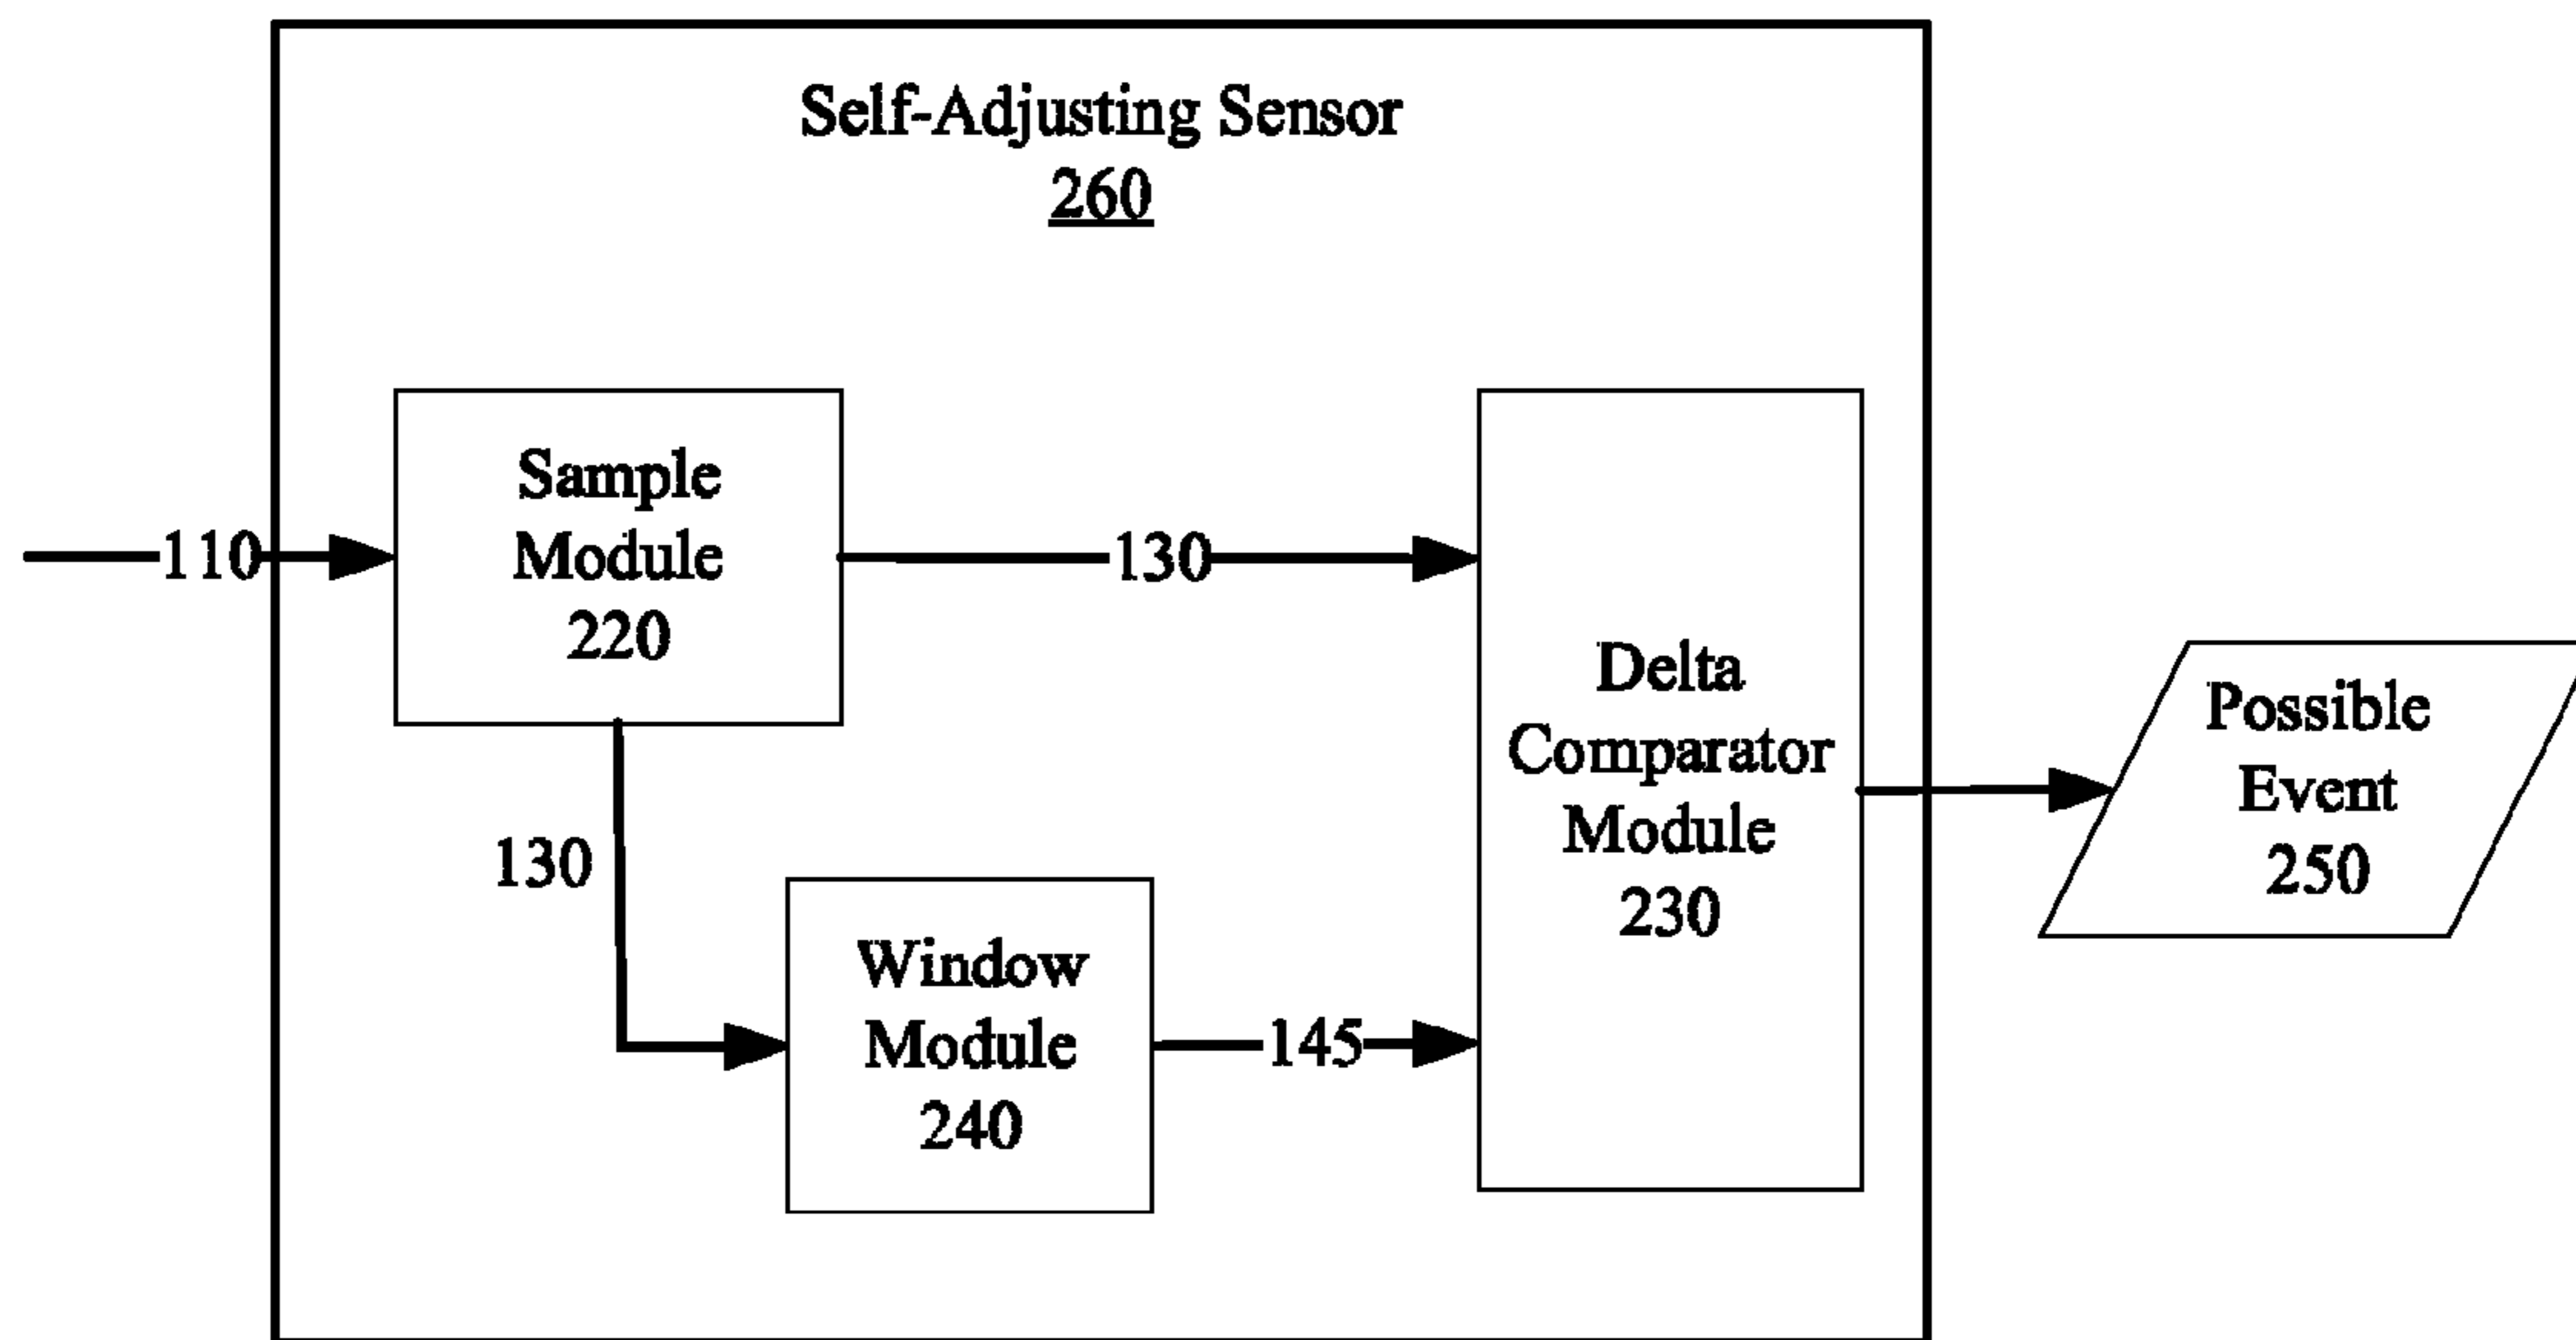 Self-Adjusting Sensor
260
Sample
Module
220
110
130
130
Delta
Comparator
Module
230
Window
Module
240
145
Possible
Event
250